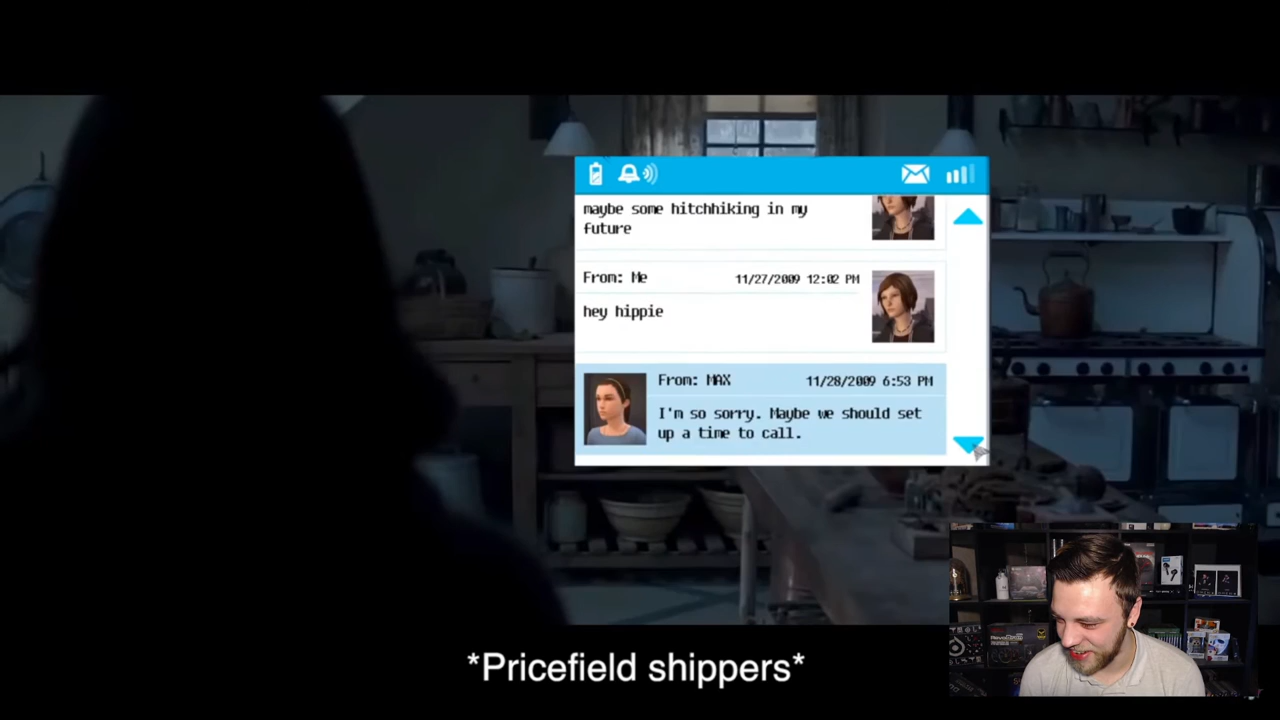 maybe some hitchhiking in my
future
From: Me 11/27/2009 12:02 PM
hey hippie
From: MAX 11/28/2009 6:53 PM
I'm so sorry. Maybe we should set
up a time to call.
*Pricefield shippers*